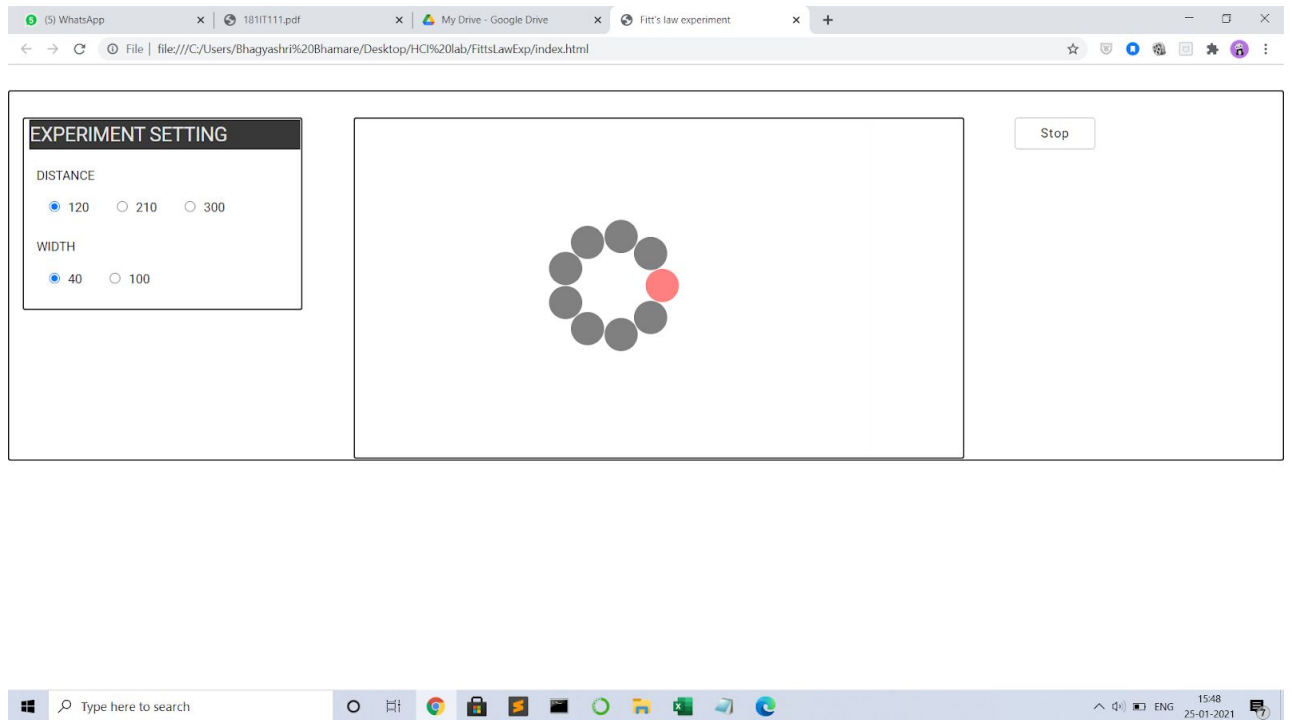 (5) WhatsApp
181IT111.pdf
My Drive - Google Drive
Fitt's law experiment
File | file:///C:/Users/Bhagyashri%20Bhamare/Desktop/HCI%20lab/FittsLawExp/index.html
EXPERIMENT SETTING
Stop
DISTANCE
120 210 300
WIDTH
40 100
Type here to search
ENG
15:48
25-01-2021